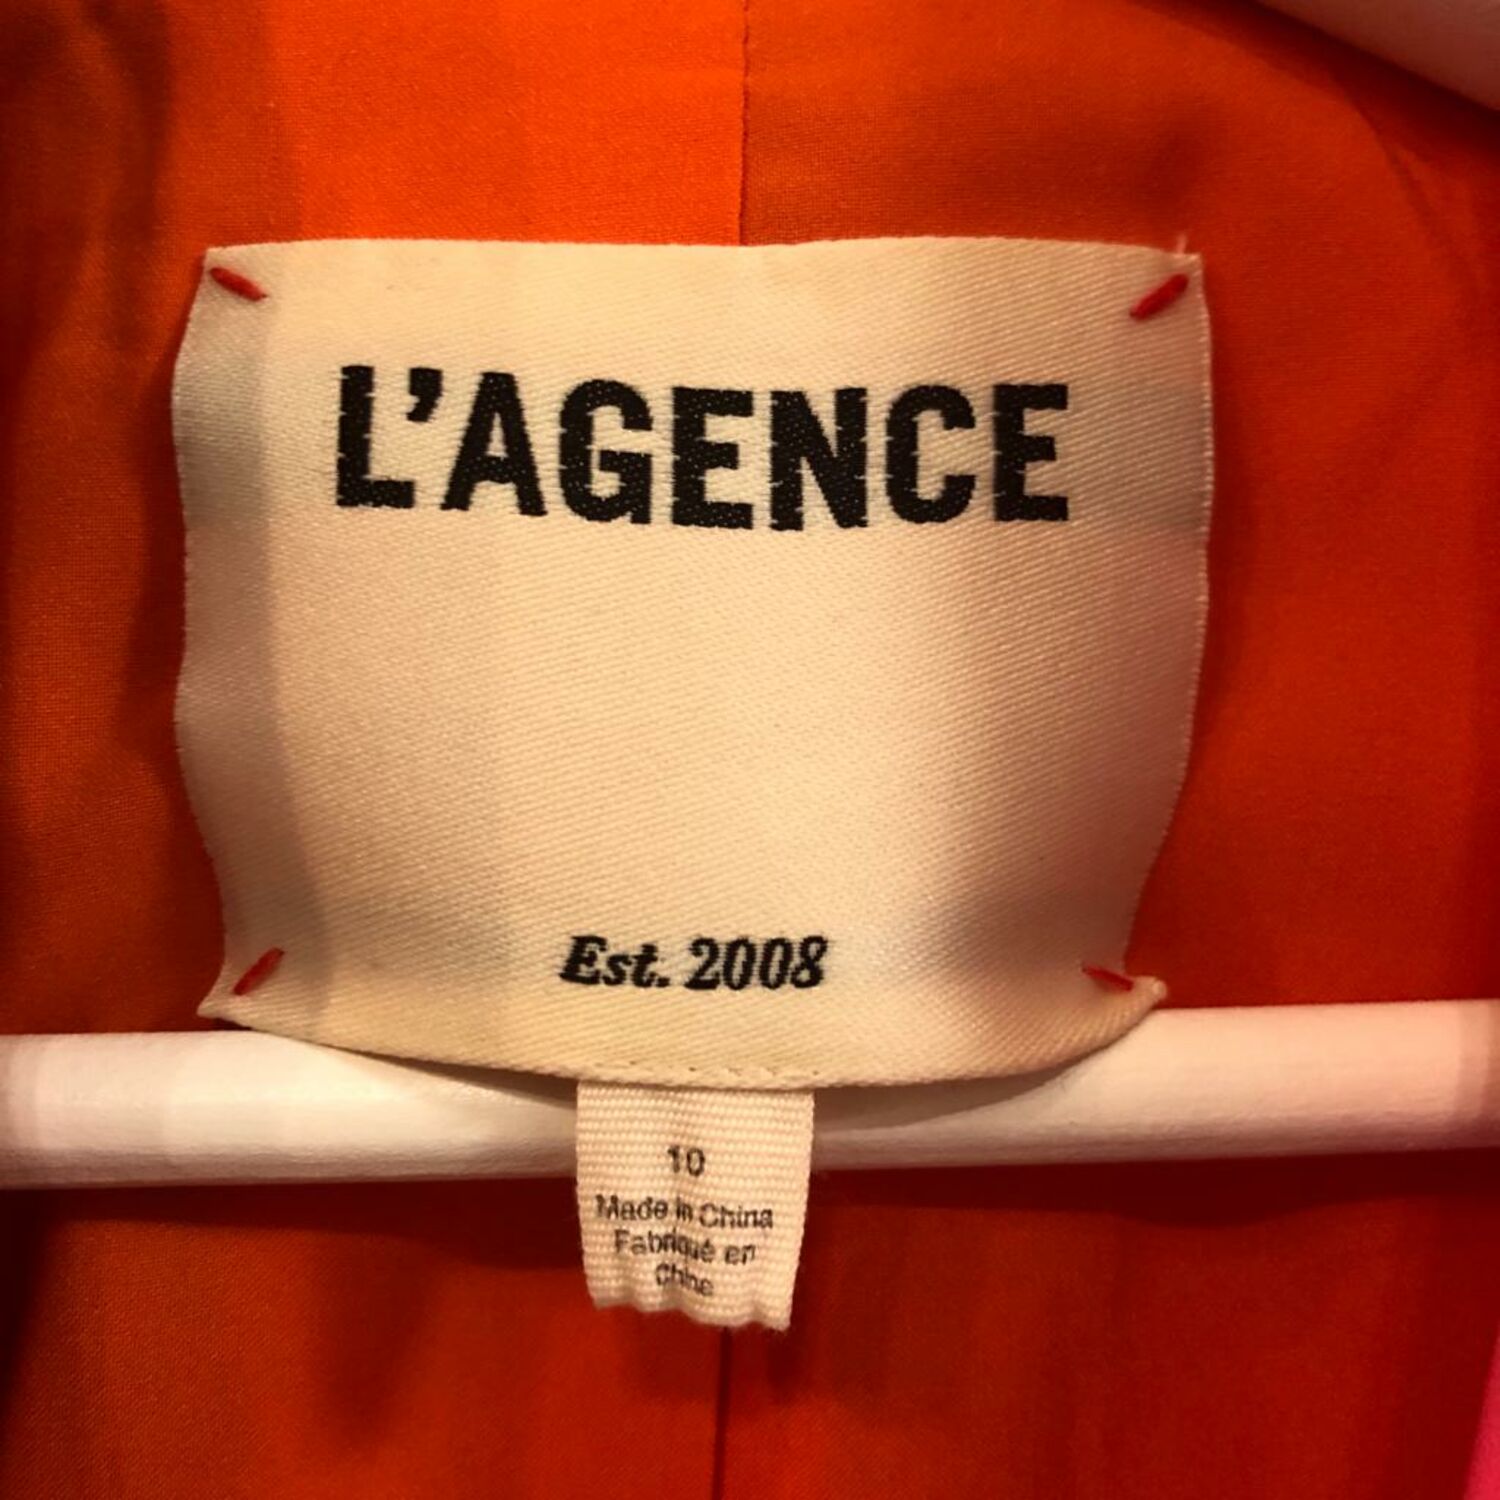 L'AGENCE
Est. 2008
10
Made in China
Fabriqué en
Chine